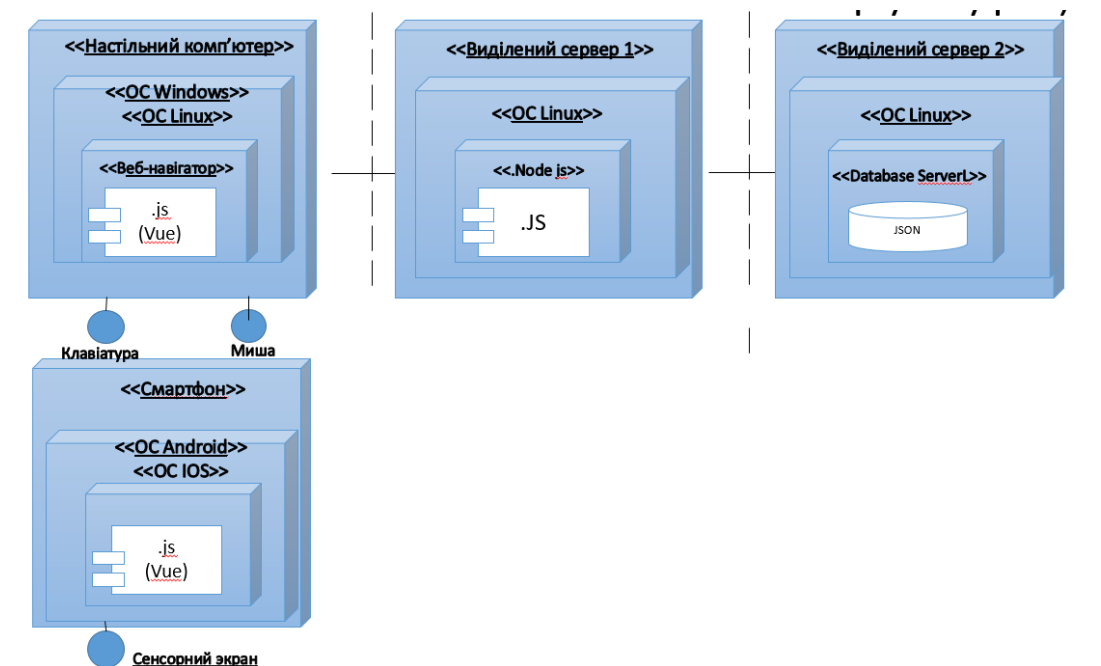 <<Настільний комп’ютер>>
<<ОС Windows>>
<<ОС Linux>>
<<Веб-навігатор>>
.js
(Vue)
Клавіатура
Миша
<<Виділений сервер 1>>
<<ОС Linux>>
<<.Node js>>
.JS
<<Виділений сервер 2>>
<<ОС Linux>>
<<Database ServerL>>
JSON
<<Смартфон>>
<<ОС Android>>
<<ОС IOS>>
.js
(Vue)
Сенсорний экран